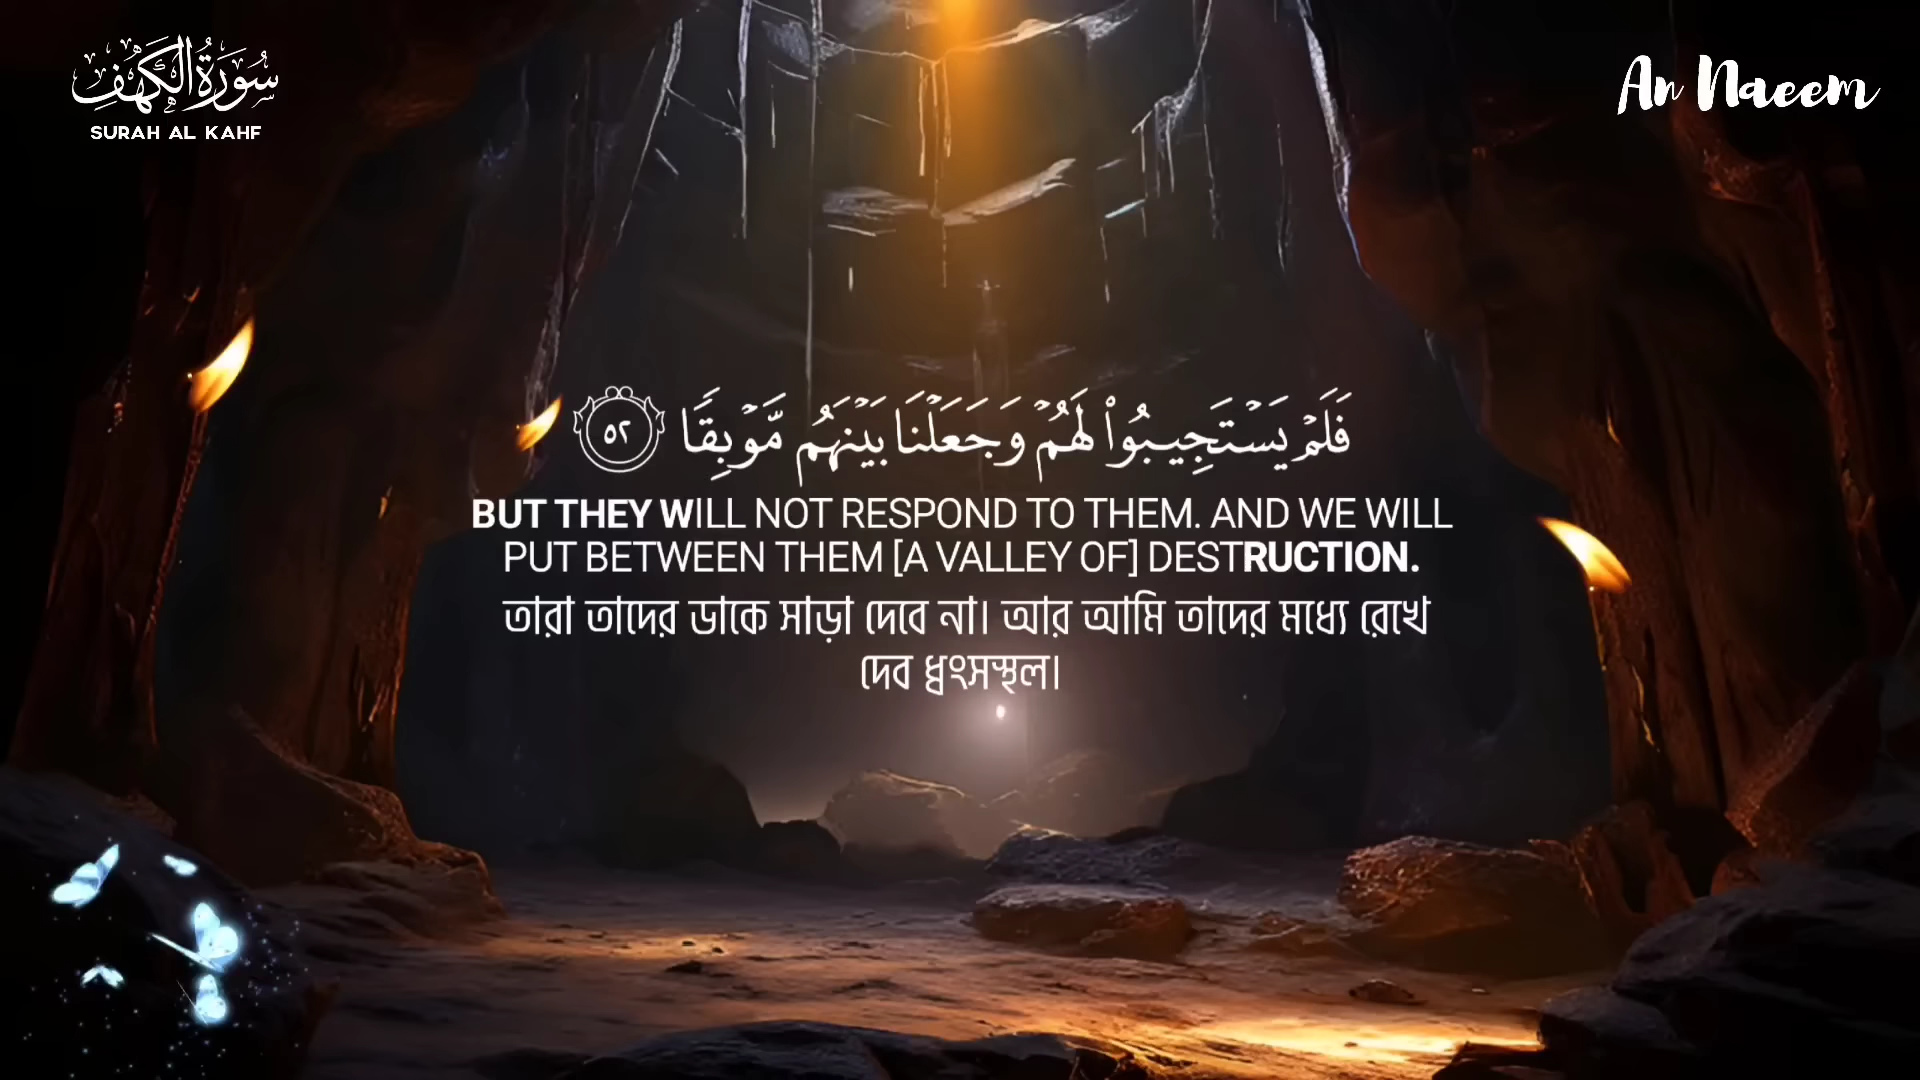 سُورَةُ الكَهْفِ
SURAH AL KAHF
An Naeem
فَلَمْ يَسْتَجِيبُوا۟ لَهُمْ وَجَعَلْنَا بَيْنَهُم مَّوْبِقًا ٥٢
BUT THEY WILL NOT RESPOND TO THEM. AND WE WILL
PUT BETWEEN THEM [A VALLEY OF] DESTRUCTION.
তারা তাদের ডাকে সাড়া দেবে না। আর আমি তাদের মধ্যে রেখে
দেব ধ্বংসস্থল।